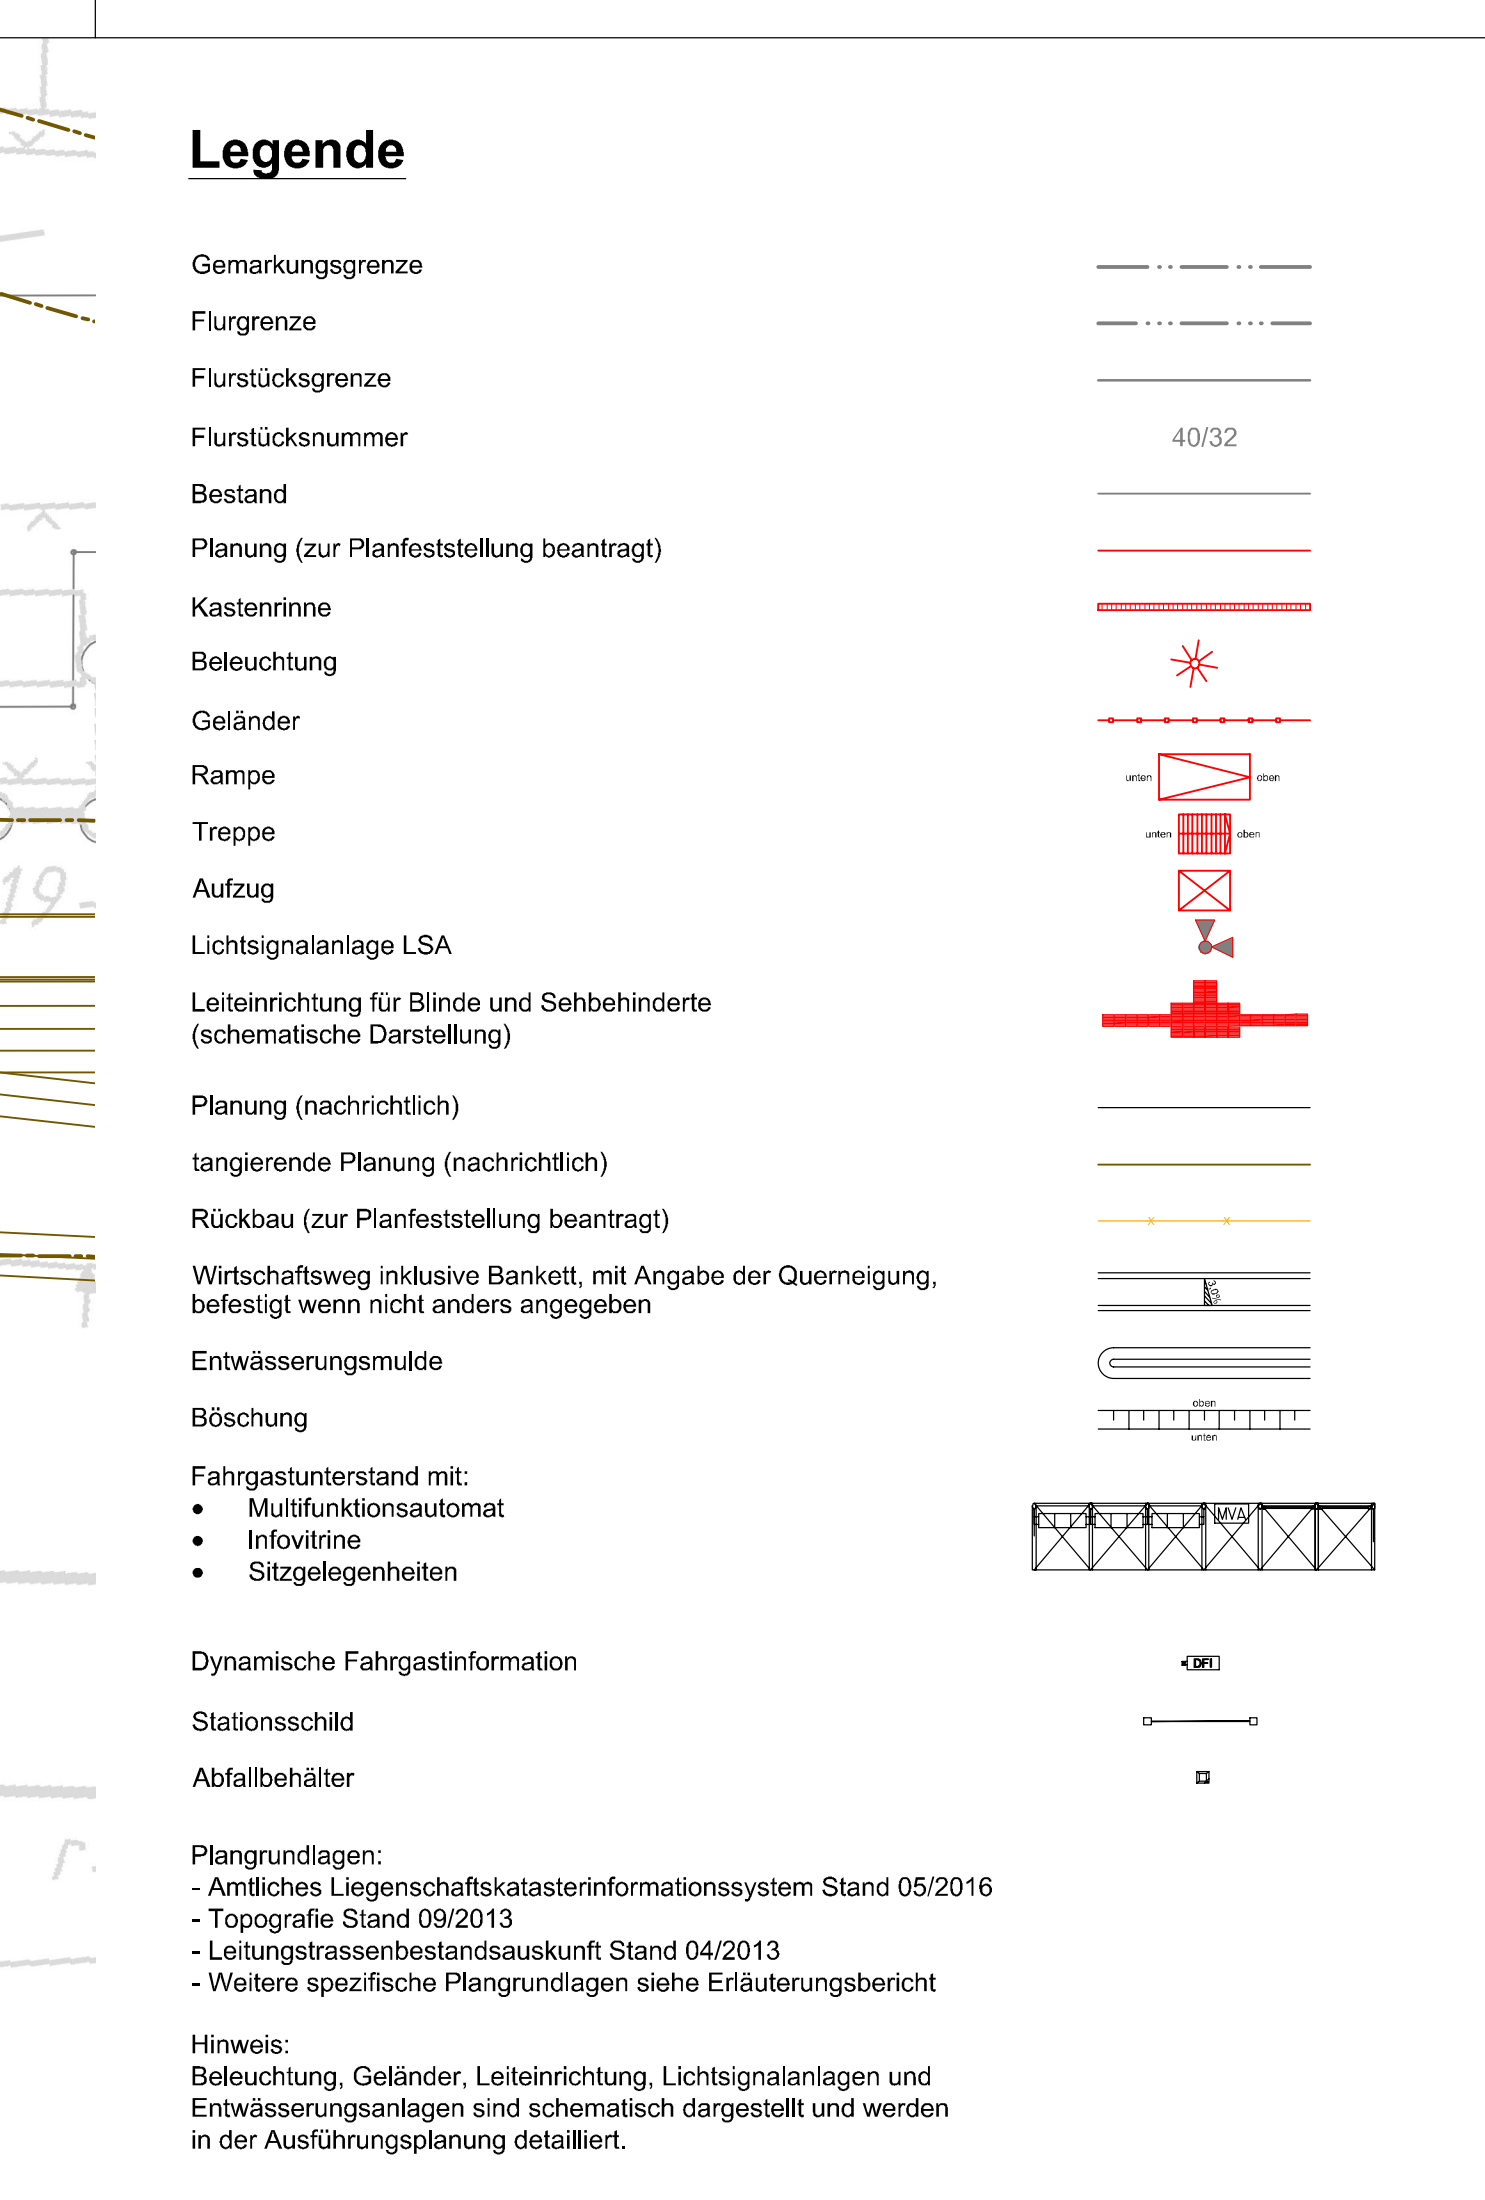 Legende
Gemarkungsgrenze
Flurgrenze
Flurstücksgrenze
Flurstücksnummer 40/32
Bestand
Planung (zur Planfeststellung beantragt)
Kastenrinne
Beleuchtung
Geländer
Rampe unten oben
Treppe unten oben
Aufzug
Lichtsignalanlage LSA
Leiteinrichtung für Blinde und Sehbehinderte
(schematische Darstellung)
Planung (nachrichtlich)
tangierende Planung (nachrichtlich)
Rückbau (zur Planfeststellung beantragt)
Wirtschaftsweg inklusive Bankett, mit Angabe der Querneigung,
befestigt wenn nicht anders angegeben
3.0%
Entwässerungsmulde
oben
Böschung
unten
Fahrgastunterstand mit:
• Multifunktionsautomat MVA
• Infovitrine
• Sitzgelegenheiten
Dynamische Fahrgastinformation DFI
Stationsschild
Abfallbehälter
Plangrundlagen:
- Amtliches Liegenschaftskatasterinformationssystem Stand 05/2016
- Topografie Stand 09/2013
- Leitungstrassenbestandsauskunft Stand 04/2013
- Weitere spezifische Plangrundlagen siehe Erläuterungsbericht
Hinweis:
Beleuchtung, Geländer, Leiteinrichtung, Lichtsignalanlagen und
Entwässerungsanlagen sind schematisch dargestellt und werden
in der Ausführungsplanung detailliert.
19